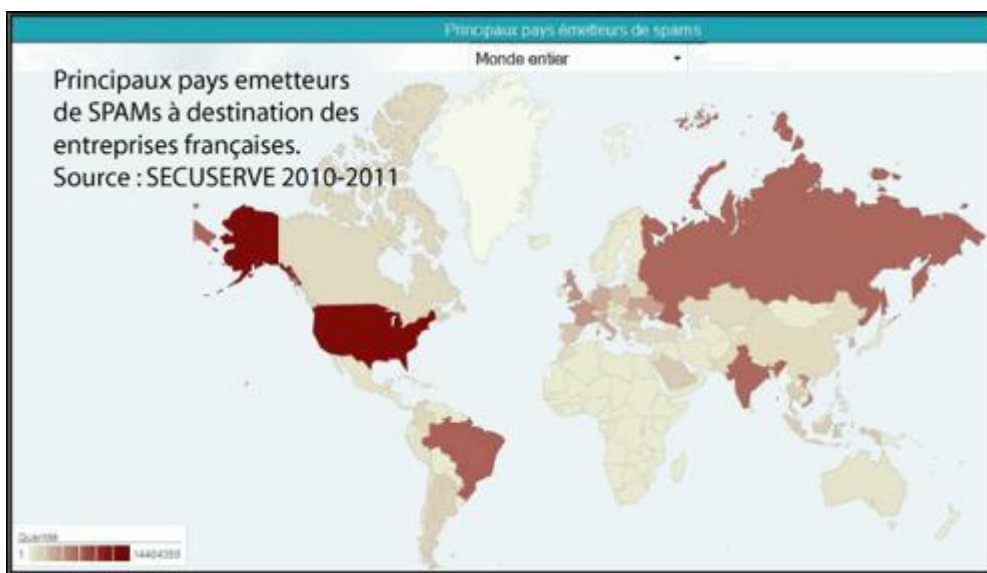 Principaux pays émetteurs de spams
Monde entier
Principaux pays emetteurs
de SPAMs à destination des
entreprises françaises.
Source : SECUSERVE 2010-2011
Quantité
1